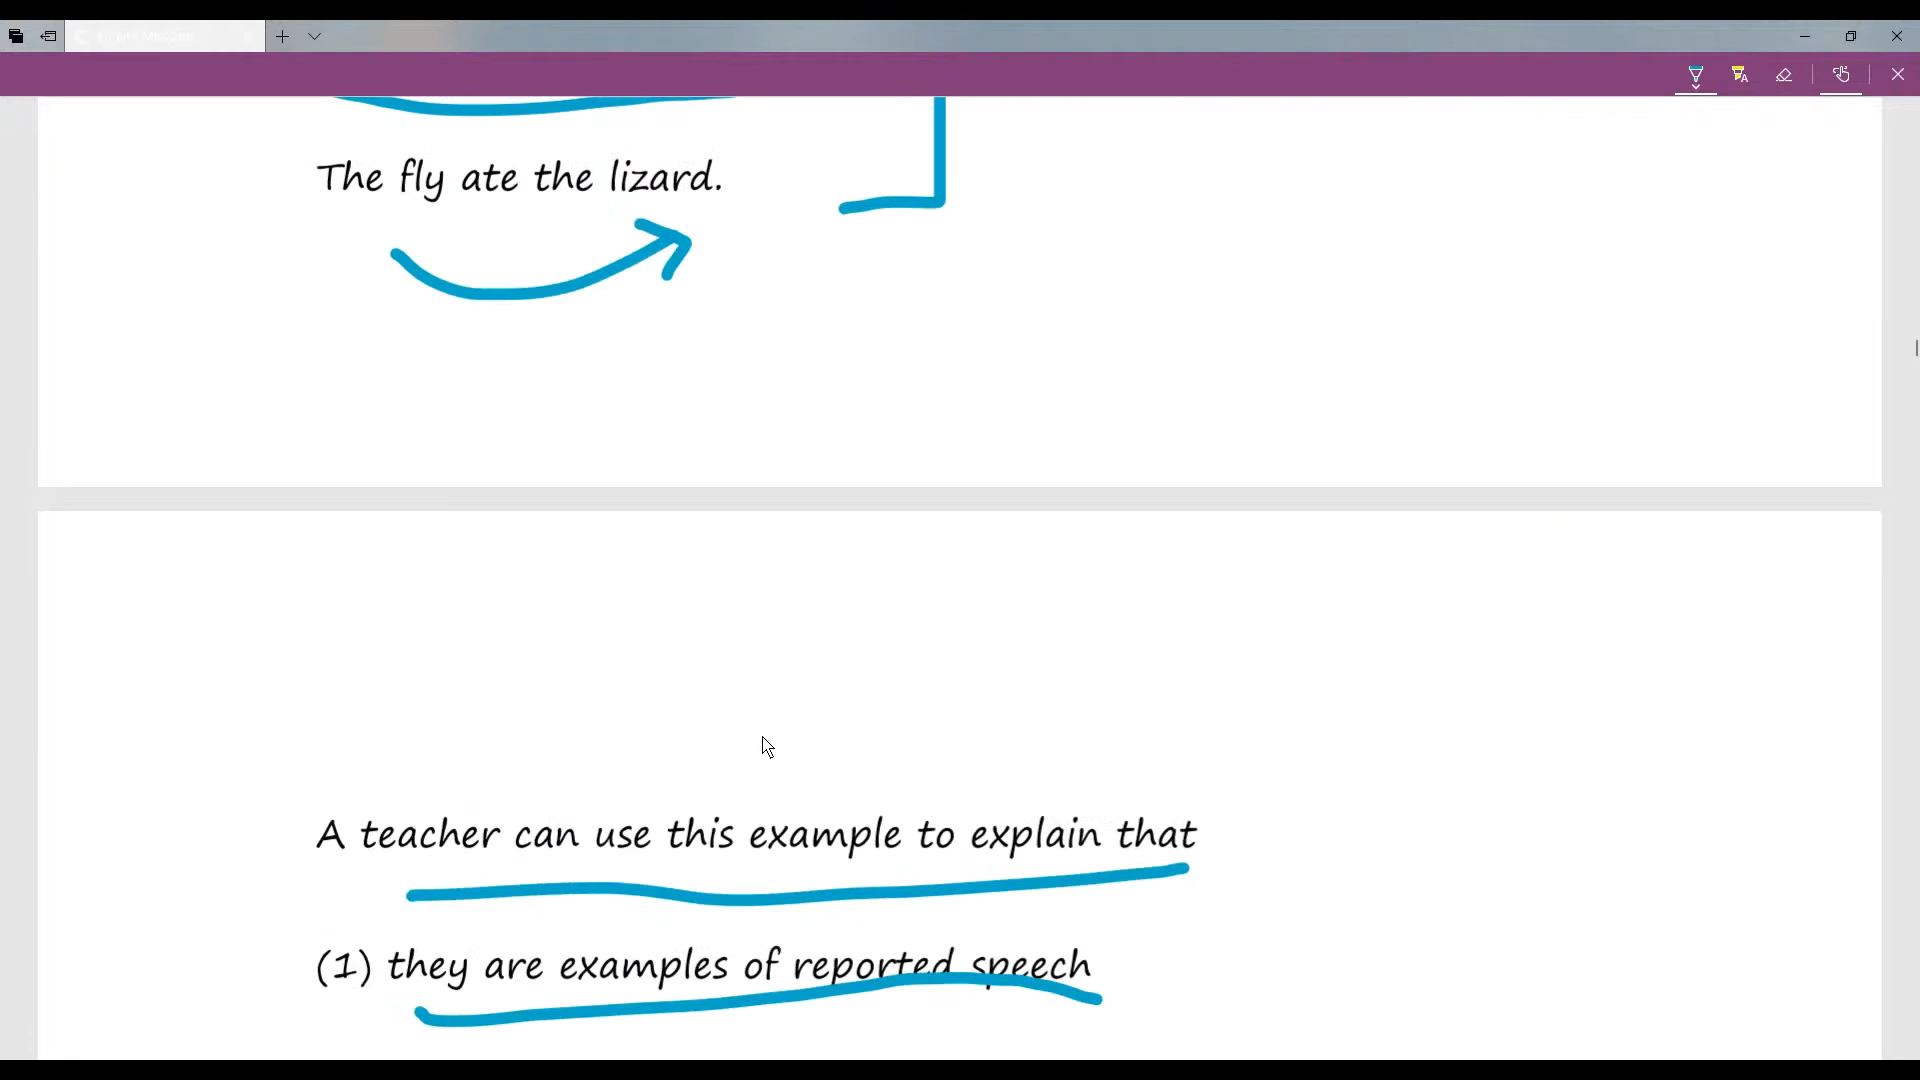 The fly ate the lizard.
A teacher can use this example to explain that
(1) they are examples of reported speech